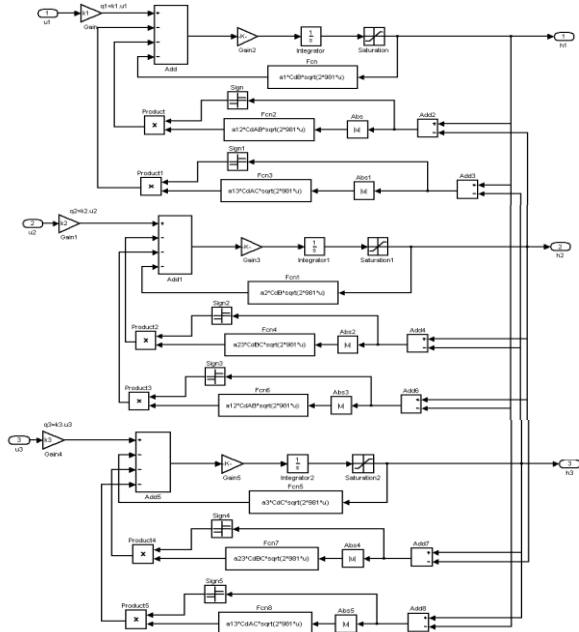 1
u1
q1=k1.u1
k1
Gain
+
−
−
−
Add
-K-
Gain2
1
s
Integrator
Saturation
1
h1
Fcn
a1*CdB*sqrt(2*981*u)
Sign
Product
×
Fcn2
a12*CdAB*sqrt(2*981*u)
Abs
|u|
Add2
+
−
Sign1
Product1
×
Fcn3
a13*CdAC*sqrt(2*981*u)
Abs1
|u|
Add3
+
−
2
u2
q2=k2.u2
k2
Gain1
+
−
−
−
Add1
-K-
Gain3
1
s
Integrator1
Saturation1
2
h2
Fcn1
a2*CdB*sqrt(2*981*u)
Sign2
Product2
×
Fcn4
a23*CdBC*sqrt(2*981*u)
Abs2
|u|
Add4
+
−
Sign3
Product3
×
Fcn6
a12*CdAB*sqrt(2*981*u)
Abs3
|u|
Add6
+
−
3
u3
q3=k3.u3
k3
Gain4
+
−
−
−
Add5
-K-
Gain5
1
s
Integrator2
Saturation2
3
h3
Fcn5
a3*CdC*sqrt(2*981*u)
Sign4
Product4
×
Fcn7
a23*CdBC*sqrt(2*981*u)
Abs4
|u|
Add7
+
−
Sign5
Product5
×
Fcn8
a13*CdAC*sqrt(2*981*u)
Abs5
|u|
Add8
+
−